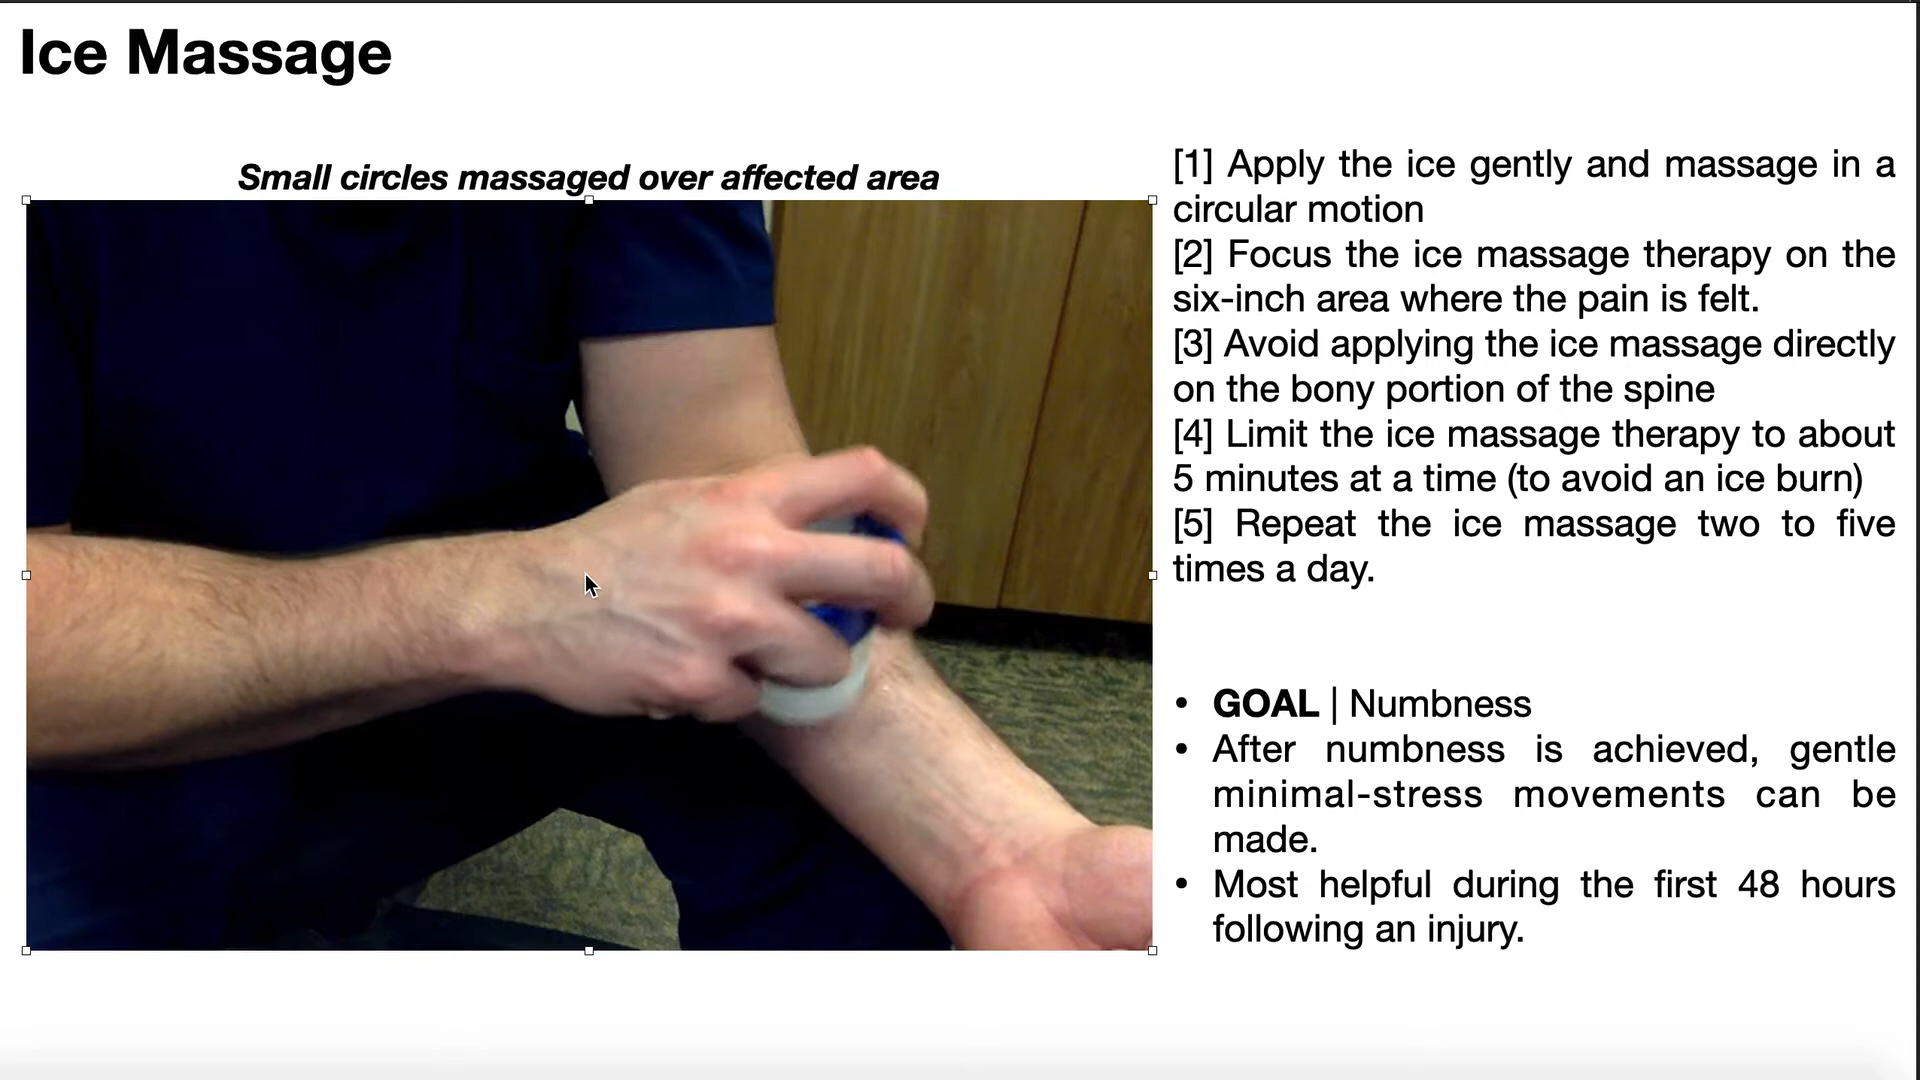 Ice Massage
Small circles massaged over affected area
[1] Apply the ice gently and massage in a
circular motion
[2] Focus the ice massage therapy on the
six-inch area where the pain is felt.
[3] Avoid applying the ice massage directly
on the bony portion of the spine
[4] Limit the ice massage therapy to about
5 minutes at a time (to avoid an ice burn)
[5] Repeat the ice massage two to five
times a day.
• GOAL | Numbness
• After numbness is achieved, gentle
minimal-stress movements can be
made.
• Most helpful during the first 48 hours
following an injury.